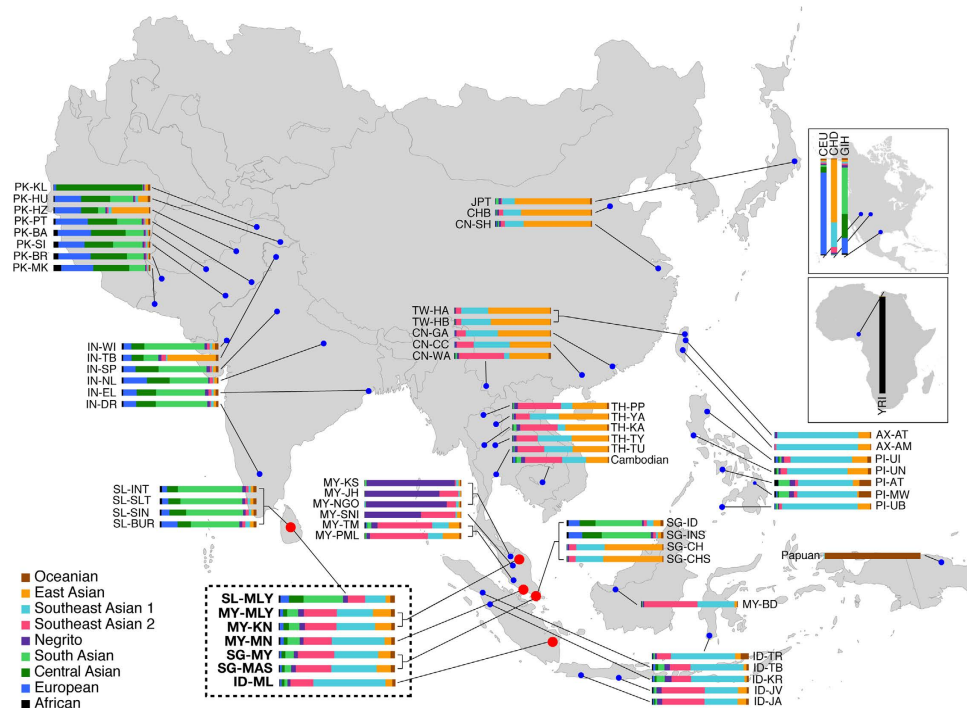 PK-KL
PK-HU
PK-HZ
PK-PT
PK-BA
PK-SI
PK-BR
PK-MK
JPT
CHB
CN-SH
CEU
CHD
GIH
YRI
TW-HA
TW-HB
CN-GA
CN-CC
CN-WA
IN-WI
IN-TB
IN-SP
IN-NL
IN-EL
IN-DR
TH-PP
TH-YA
TH-KA
TH-TY
TH-TU
Cambodian
AX-AT
AX-AM
PI-UI
PI-UN
PI-AT
PI-MW
PI-UB
SL-INT
SL-SLT
SL-SIN
SL-BUR
MY-KS
MY-JH
MY-NGO
MY-SNI
MY-TM
MY-PML
SG-ID
SG-INS
SG-CH
SG-CHS
Papuan
MY-BD
Oceanian
East Asian
Southeast Asian 1
Southeast Asian 2
Negrito
South Asian
Central Asian
European
African
SL-MLY
MY-MLY
MY-KN
MY-MN
SG-MY
SG-MAS
ID-ML
ID-TR
ID-TB
ID-KR
ID-JV
ID-JA